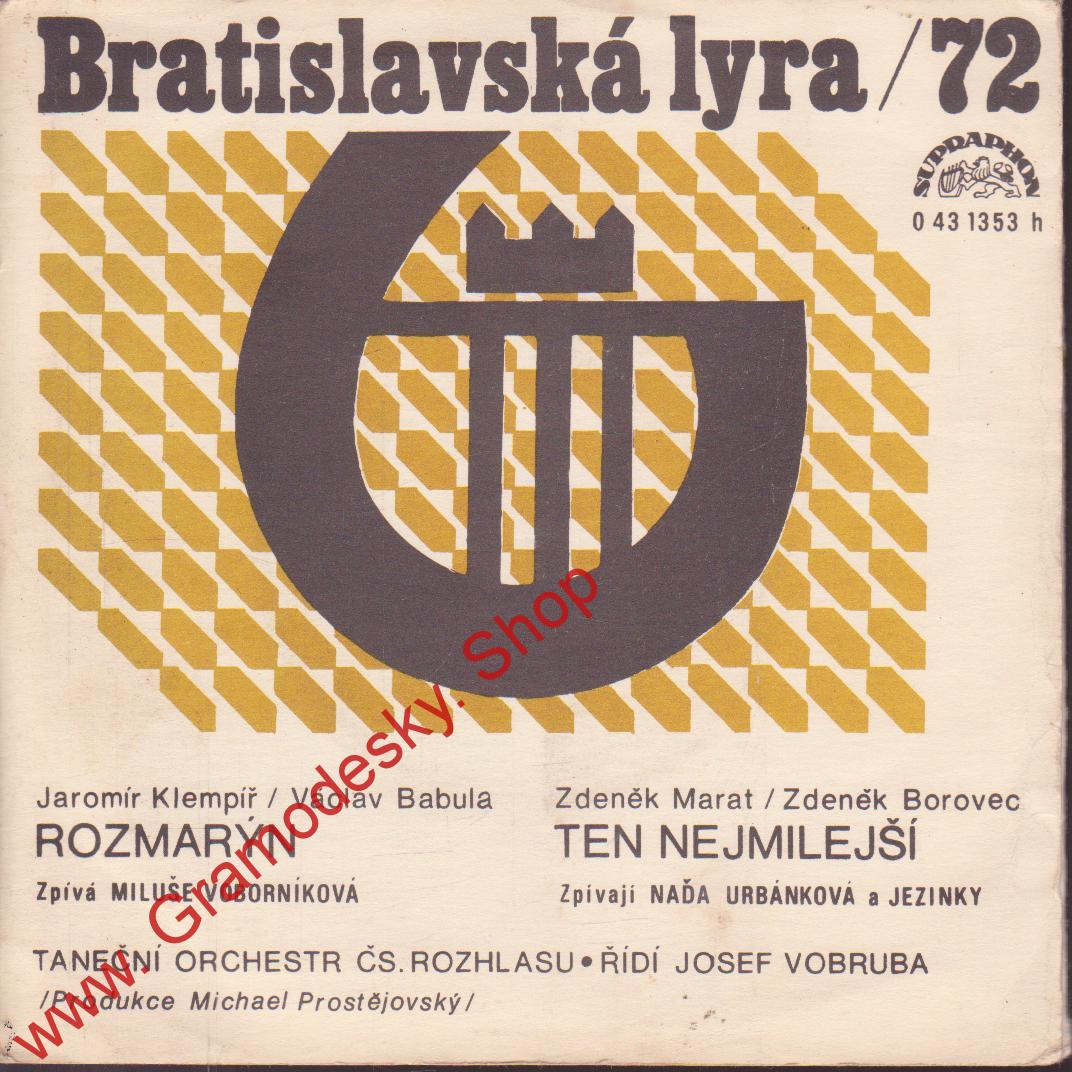 Bratislavská lyra / 72
SUPRAPHON
0 43 1353 h
Jaromír Klempíř / Václav Babula
ROZMARÝN
Zpívá MILUŠE VOBORNÍKOVÁ
Zdeněk Marat / Zdeněk Borovec
TEN NEJMILEJŠÍ
Zpívají NAĎA URBÁNKOVÁ a JEZINKY
TANEČNÍ ORCHESTR ČS. ROZHLASU • ŘÍDÍ JOSEF VOBRUBA
/Produkce Michael Prostějovský/
www. Gramodesky. Shop